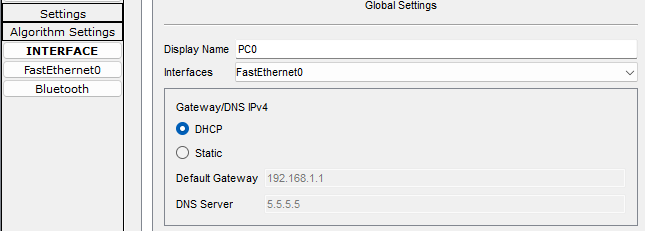 Settings
Algorithm Settings
INTERFACE
FastEthernet0
Bluetooth
Global Settings
Display Name PC0
Interfaces FastEthernet0
Gateway/DNS IPv4
DHCP
Static
Default Gateway 192.168.1.1
DNS Server 5.5.5.5